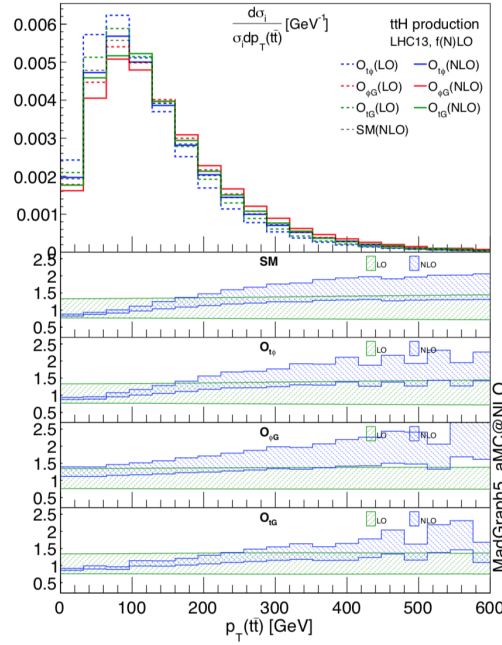 0.006
0.005
0.004
0.003
0.002
0.001
dσᵢ
σᵢdp_T(tt̄) [GeV⁻¹]
ttH production
LHC13, f(N)LO
O_tφ(LO) O_tφ(NLO)
O_φG(LO) O_φG(NLO)
O_tG(LO) O_tG(NLO)
SM(NLO)
SM
LO NLO
2.5
2
1.5
1
0.5
O_tφ
LO NLO
2.5
2
1.5
1
0.5
O_φG
LO NLO
2.5
2
1.5
1
0.5
O_tG
LO NLO
2.5
2
1.5
1
0.5
0 100 200 300 400 500 600
p_T(tt̄) [GeV]
MadGraph5_aMC@NLO